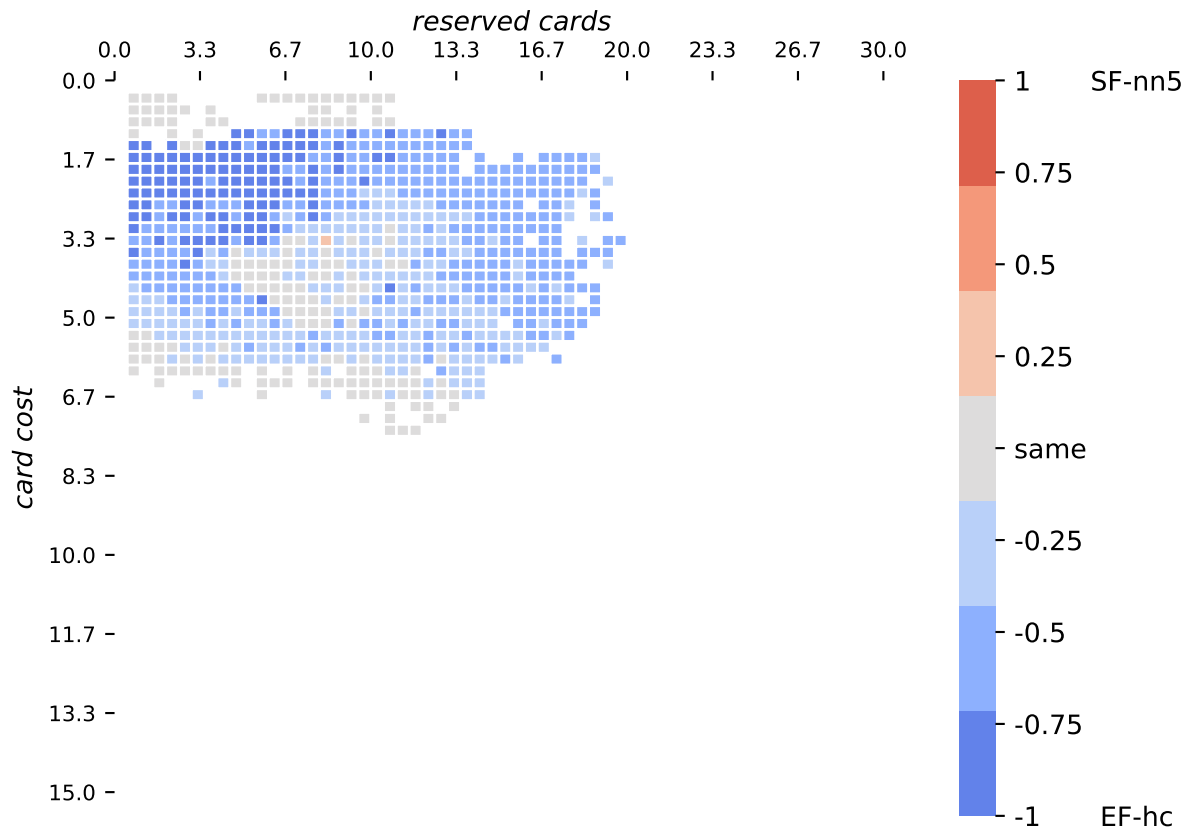 reserved cards
0.0 3.3 6.7 10.0 13.3 16.7 20.0 23.3 26.7 30.0
card cost
0.0
1.7
3.3
5.0
6.7
8.3
10.0
11.7
13.3
15.0
1 SF-nn5
0.75
0.5
0.25
same
-0.25
-0.5
-0.75
-1 EF-hc